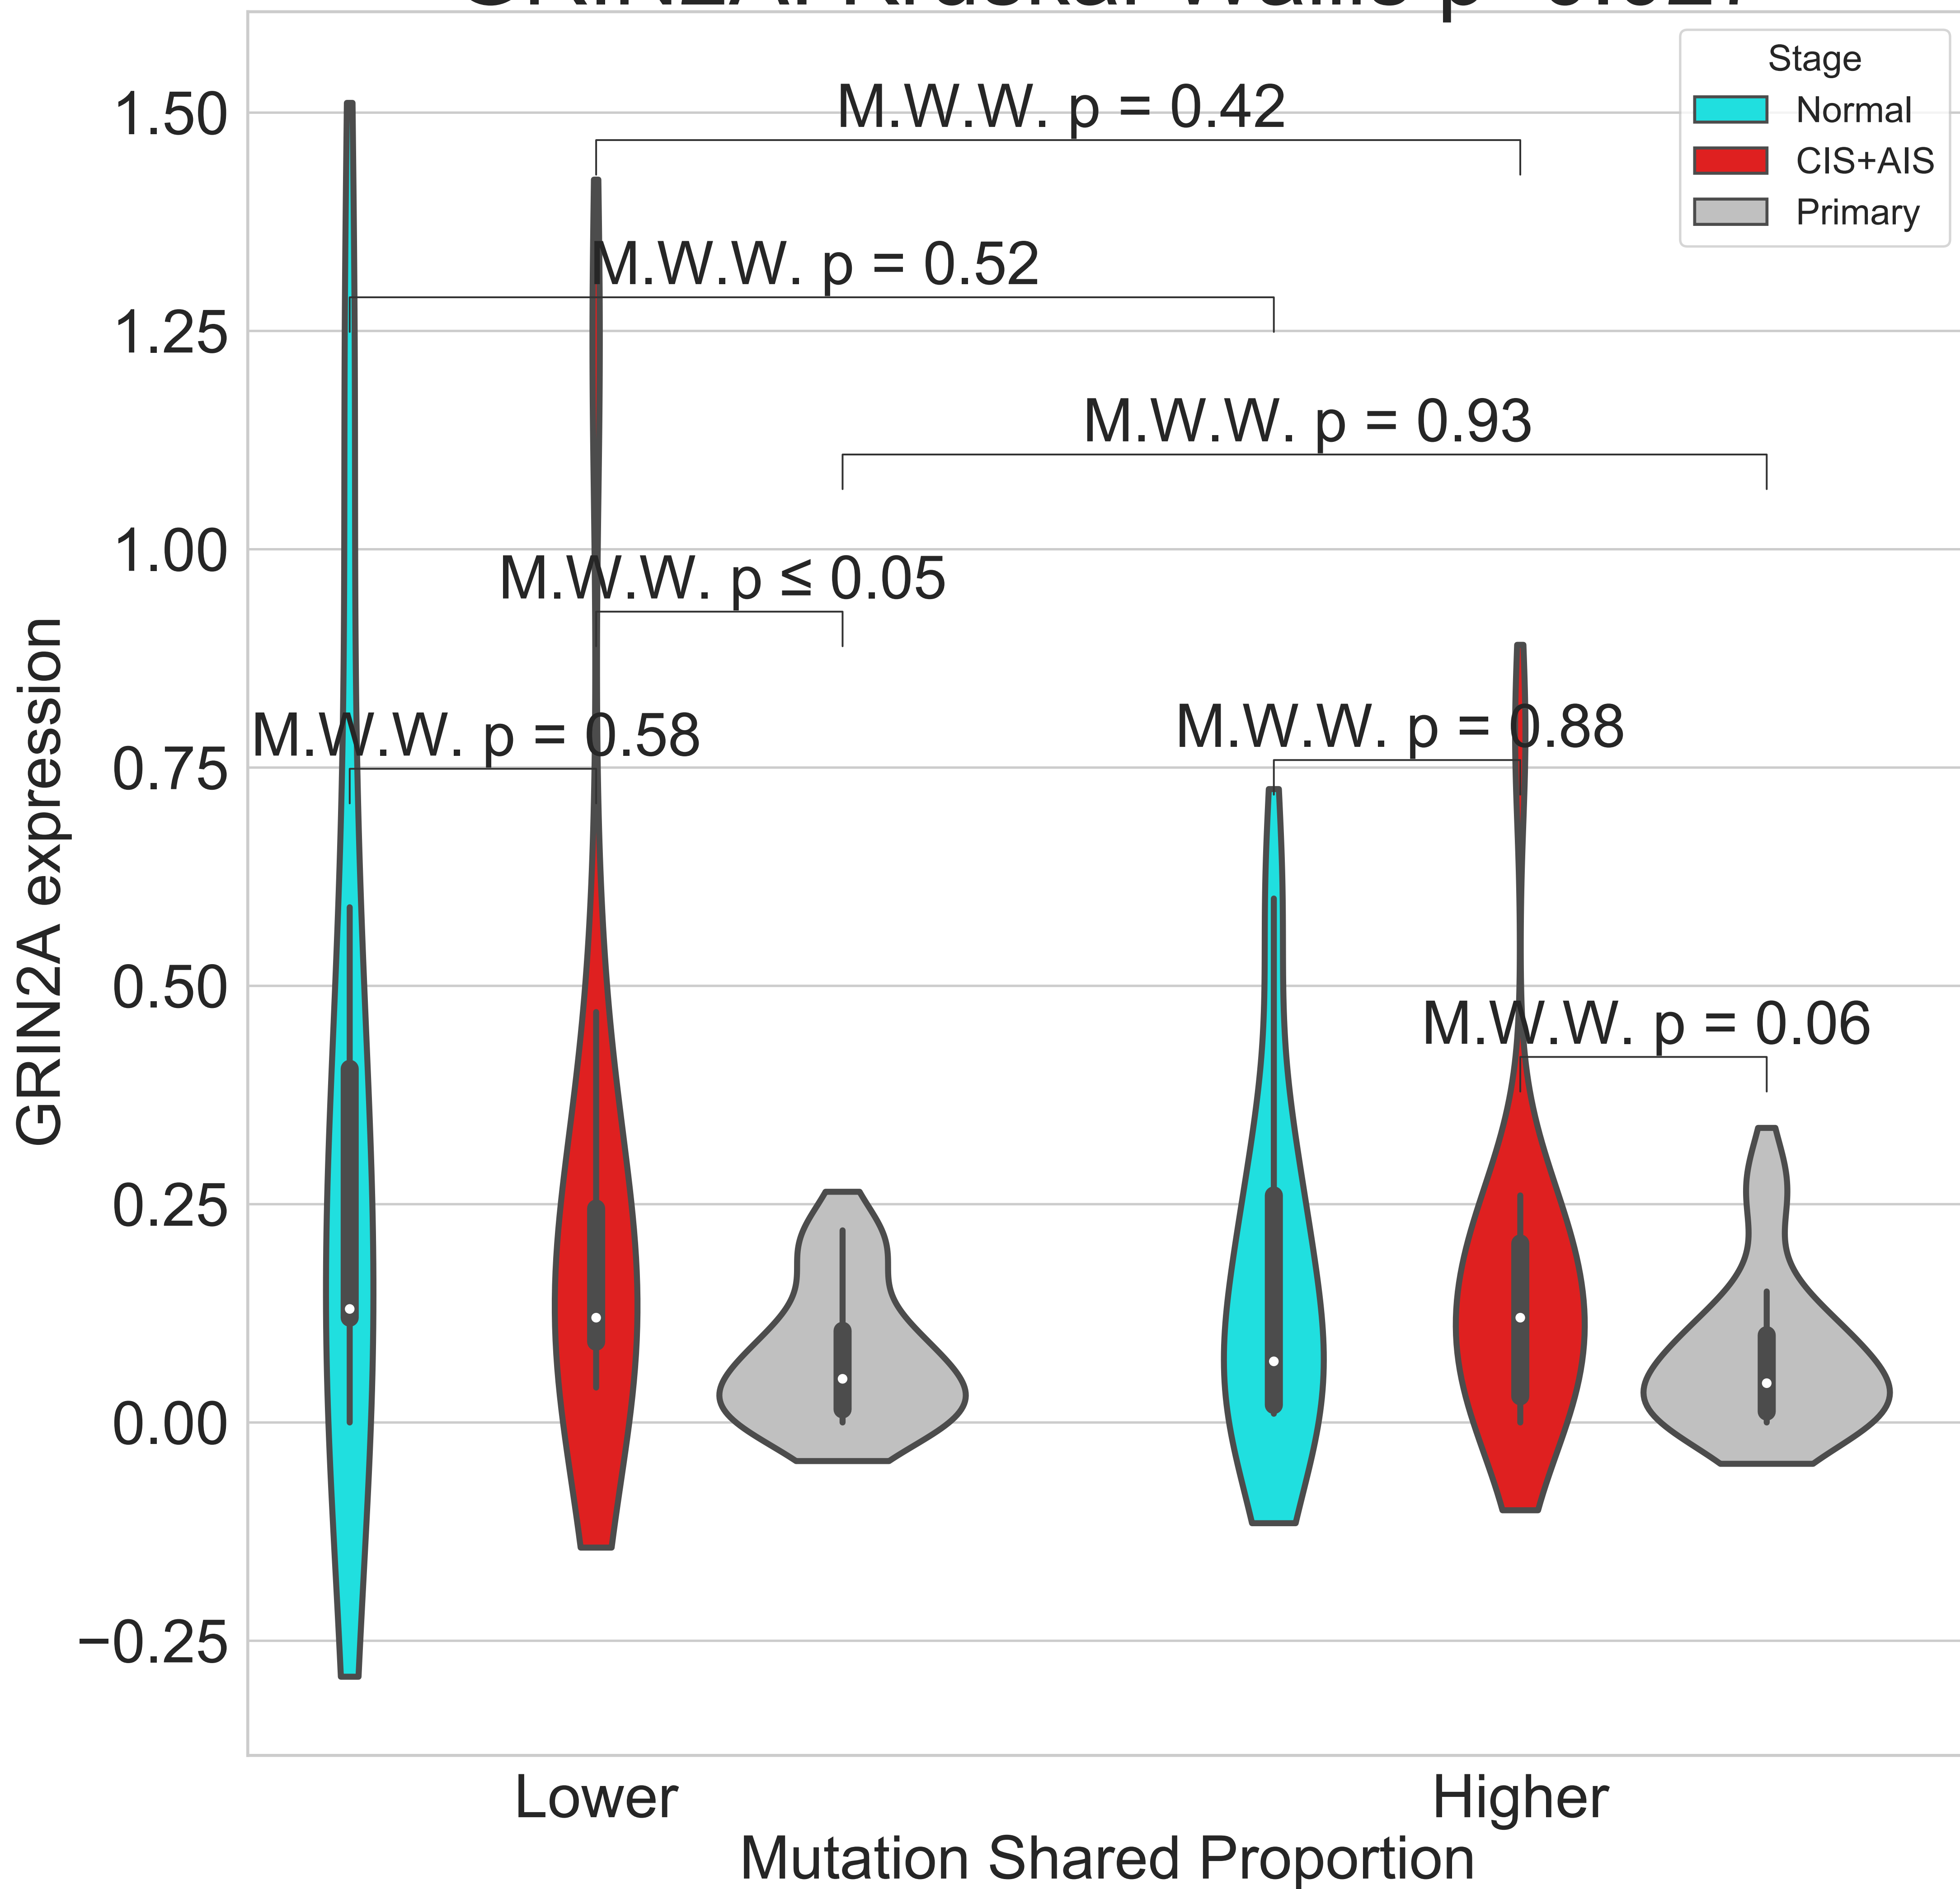 Stage
Normal
CIS+AIS
Primary
1.50
1.25
1.00
0.75
0.50
0.25
0.00
−0.25
GRIN2A expression
M.W.W. p = 0.42
M.W.W. p = 0.52
M.W.W. p = 0.93
M.W.W. p ≤ 0.05
M.W.W. p = 0.58
M.W.W. p = 0.88
M.W.W. p = 0.06
Lower
Higher
Mutation Shared Proportion